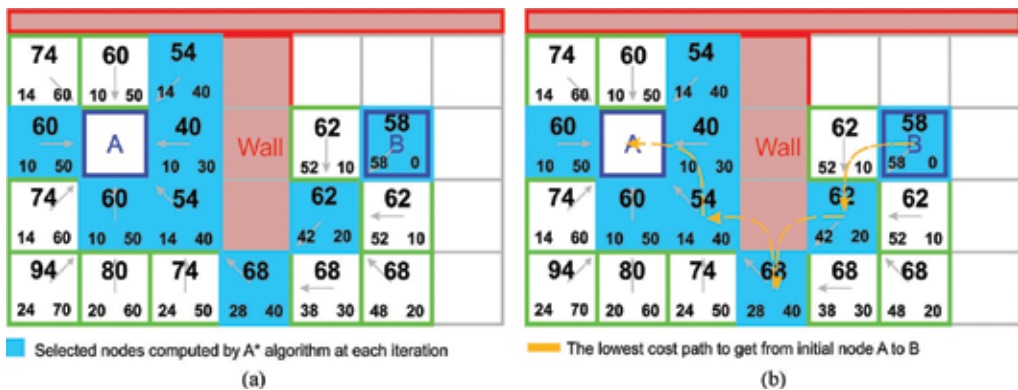 74 60 54
14 60 10 50 14 40
60 A 40 Wall 62 58
B
10 50 10 30 52 10 58 0
74 60 54 62 62
14 60 10 50 14 40 42 20 52 10
94 80 74 68 68 68
24 70 20 60 24 50 28 40 38 30 48 20
Selected nodes computed by A* algorithm at each iteration
(a)
74 60 54
14 60 10 50 14 40
60 A 40 Wall 62 58
B
10 50 10 30 52 10 58 0
74 60 54 62 62
14 60 10 50 14 40 42 20 52 10
94 80 74 68 68 68
24 70 20 60 24 50 28 40 38 30 48 20
The lowest cost path to get from initial node A to B
(b)